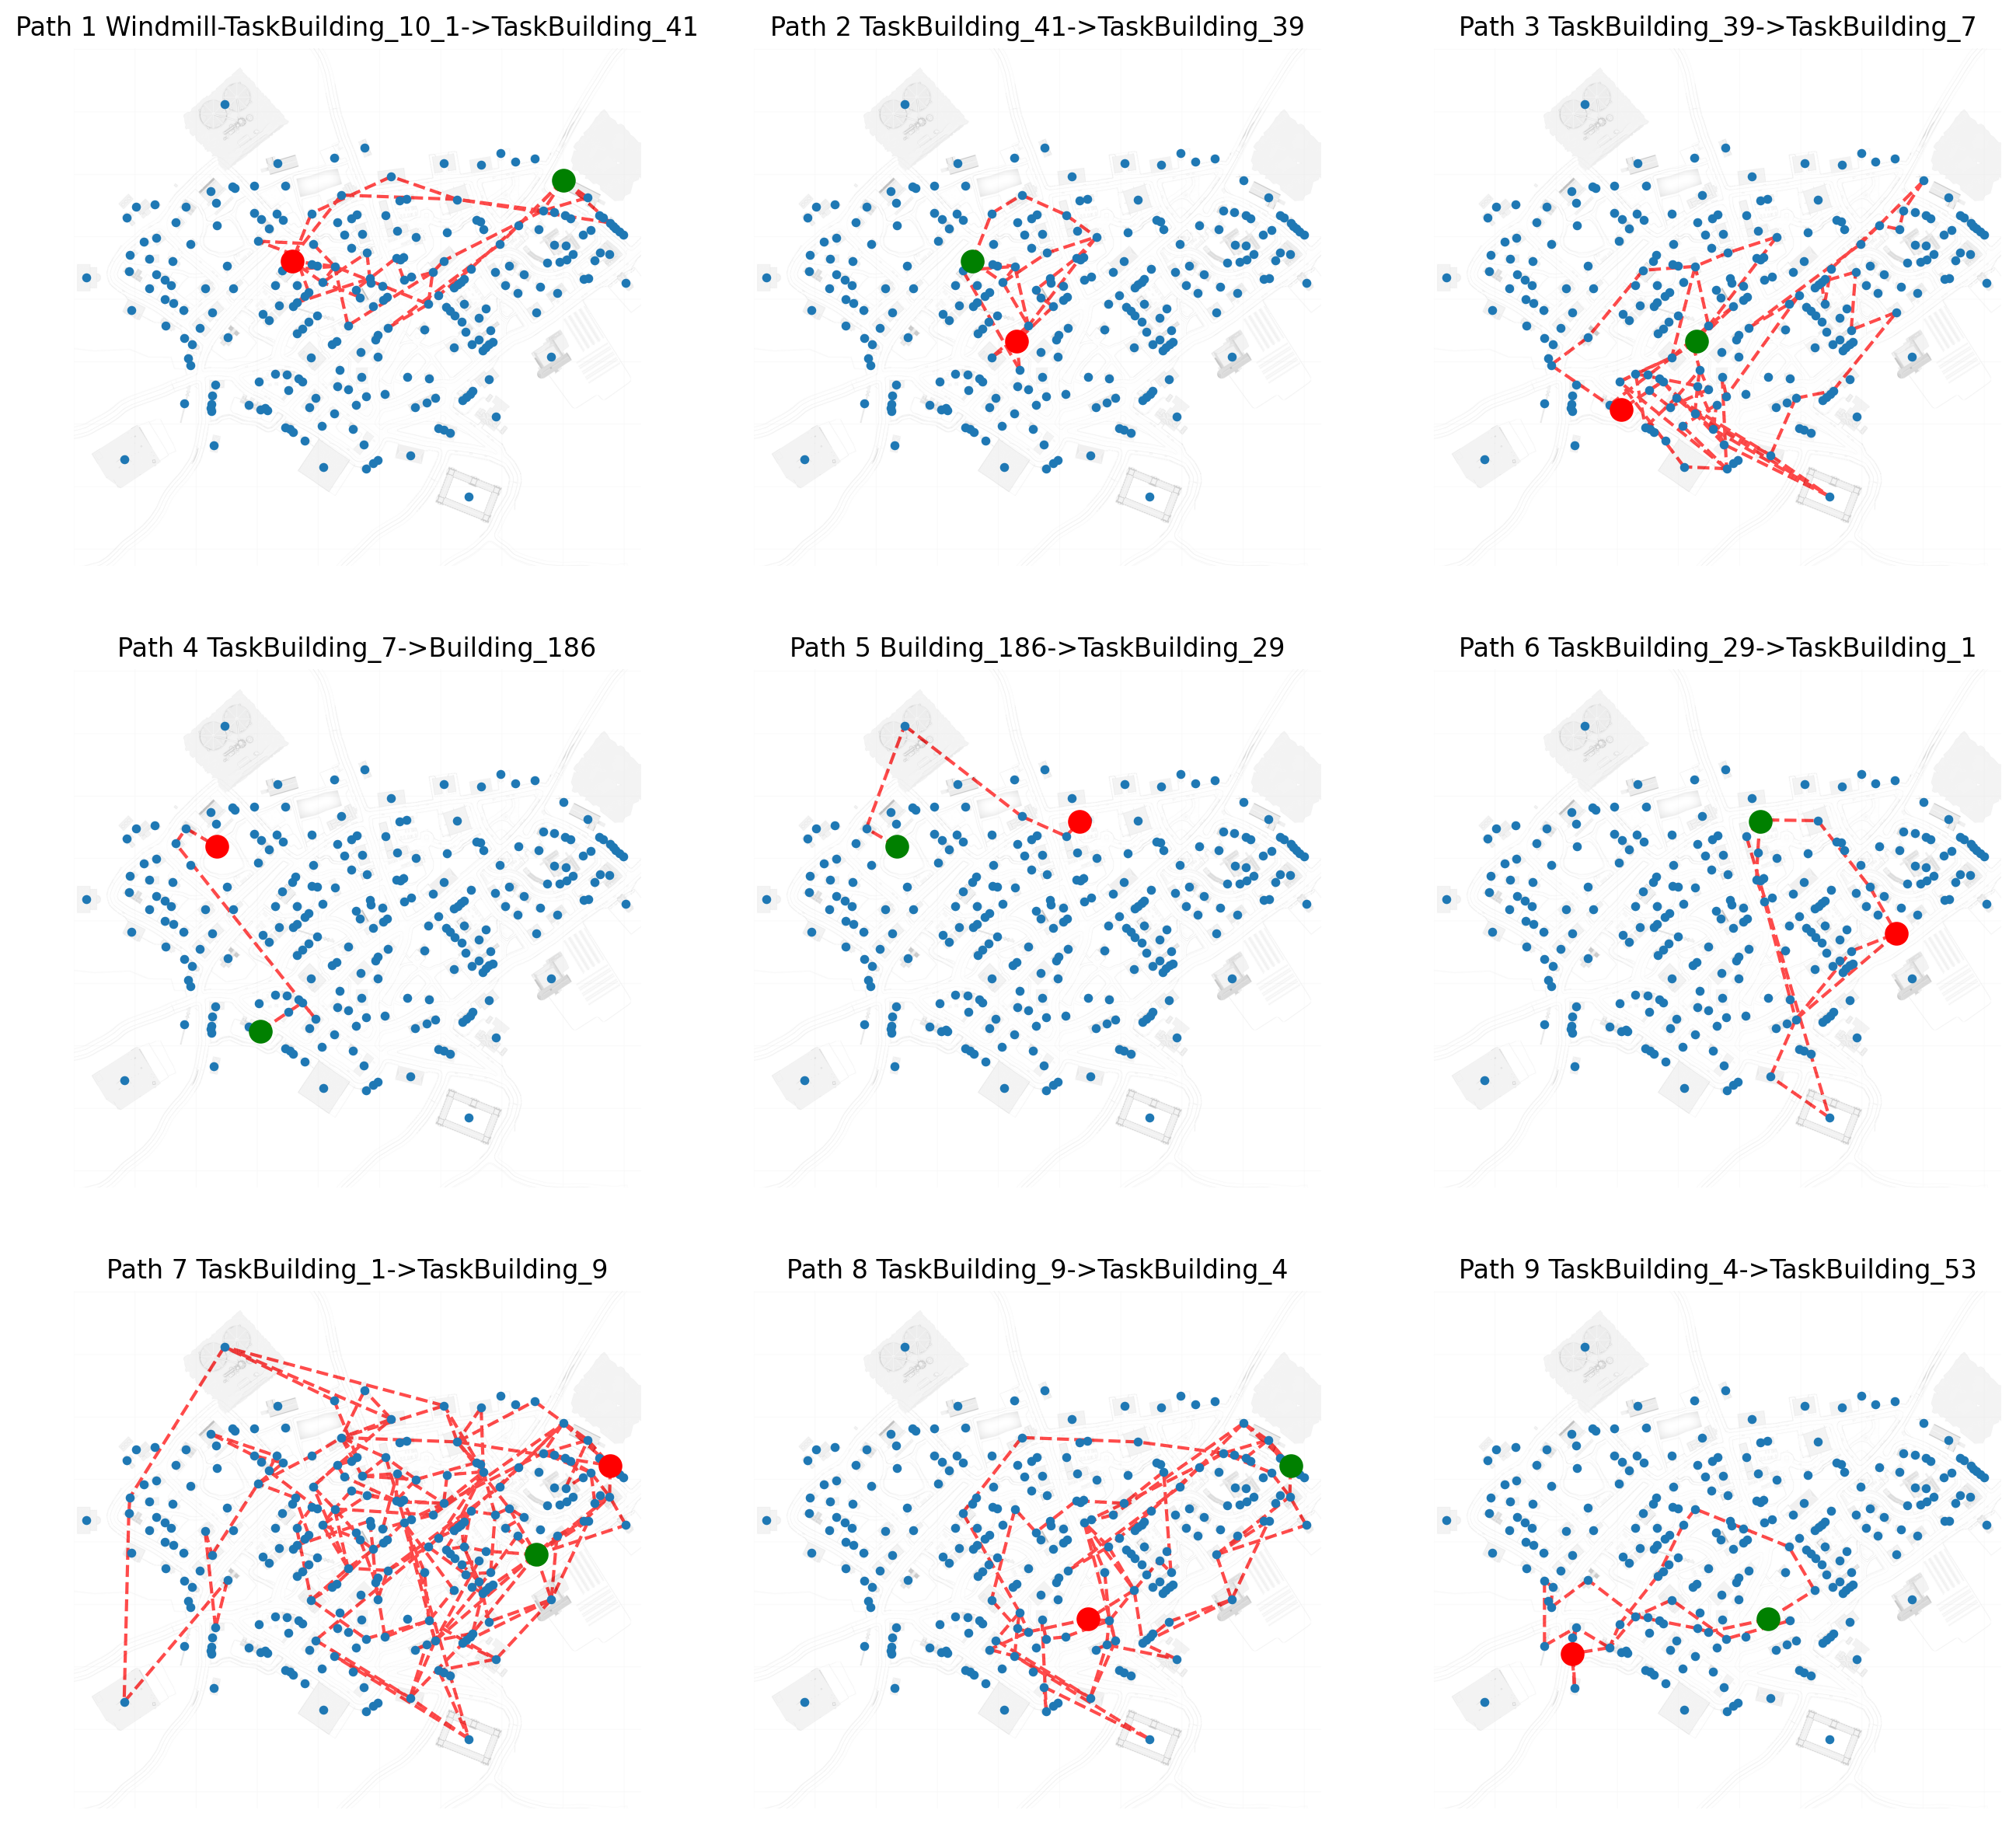 Path 1 Windmill-TaskBuilding_10_1->TaskBuilding_41
Path 2 TaskBuilding_41->TaskBuilding_39
Path 3 TaskBuilding_39->TaskBuilding_7
Path 4 TaskBuilding_7->Building_186
Path 5 Building_186->TaskBuilding_29
Path 6 TaskBuilding_29->TaskBuilding_1
Path 7 TaskBuilding_1->TaskBuilding_9
Path 8 TaskBuilding_9->TaskBuilding_4
Path 9 TaskBuilding_4->TaskBuilding_53